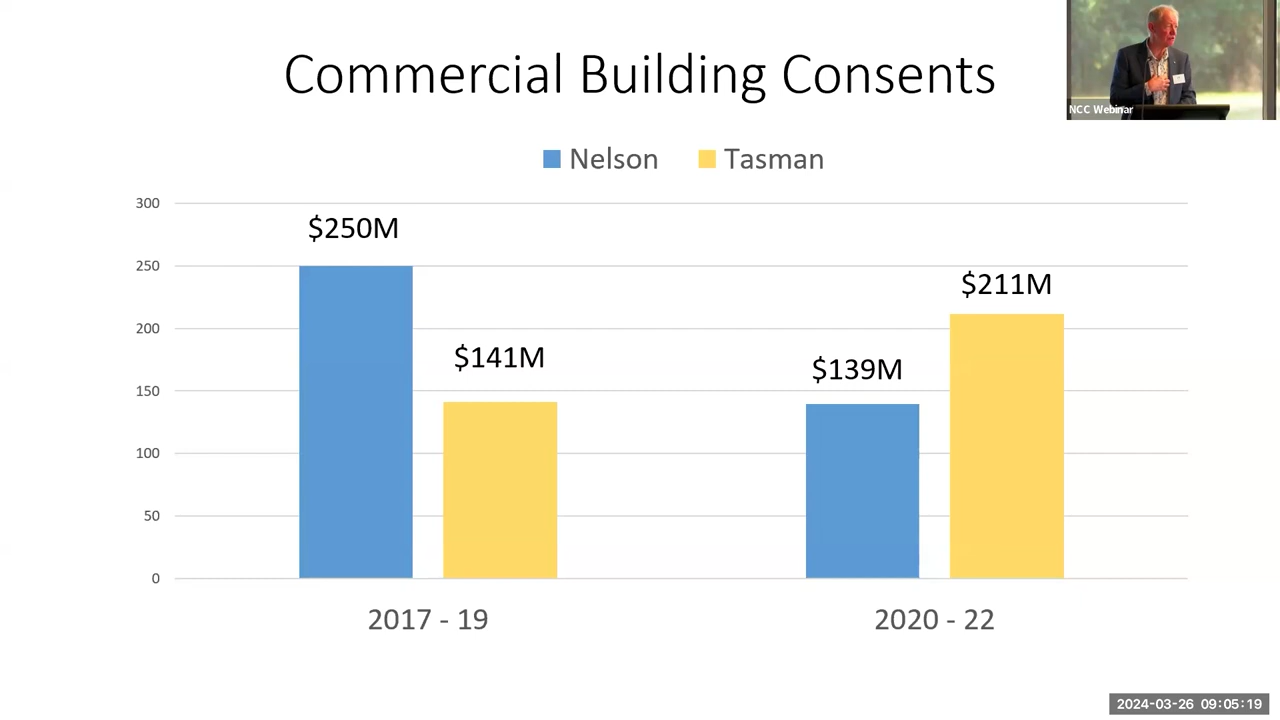 Commercial Building Consents
NCC Webinar
Nelson Tasman
300
250
200
150
100
50
0
$250M
$141M
$139M
$211M
2017 - 19
2020 - 22
2024-03-26 09:05:19